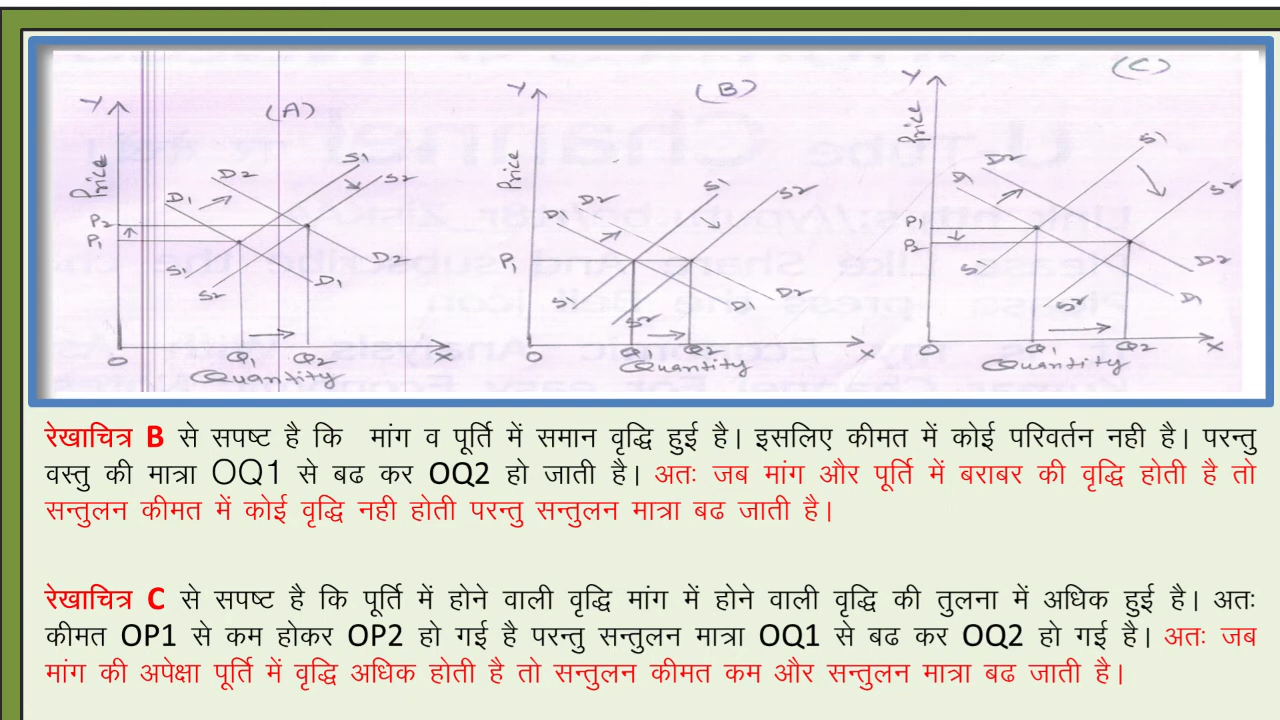 (A) (B) (C)
Y Y Y
Price Price Price
D2 S1 S2 D1 P2 P1 S1 S2 D2 D1
D1 D2 S1 S2 P1 S1 S2 D1 D2
D2 D1 S1 S2 P1 P2 S1 S2 D2 D1
O Q1 Q2 X O Q1 Q2 X O Q1 Q2 X
Quantity Quantity Quantity
रेखाचित्र B से सपष्ट है कि मांग व पूर्ति में समान वृद्धि हुई है। इसलिए कीमत में कोई परिवर्तन नही है। परन्तु
वस्तु की मात्रा OQ1 से बढ कर OQ2 हो जाती है। अतः जब मांग और पूर्ति में बराबर की वृद्धि होती है तो
सन्तुलन कीमत में कोई वृद्धि नही होती परन्तु सन्तुलन मात्रा बढ जाती है।
रेखाचित्र C से सपष्ट है कि पूर्ति में होने वाली वृद्धि मांग में होने वाली वृद्धि की तुलना में अधिक हुई है। अतः
कीमत OP1 से कम होकर OP2 हो गई है परन्तु सन्तुलन मात्रा OQ1 से बढ कर OQ2 हो गई है। अतः जब
मांग की अपेक्षा पूर्ति में वृद्धि अधिक होती है तो सन्तुलन कीमत कम और सन्तुलन मात्रा बढ जाती है।